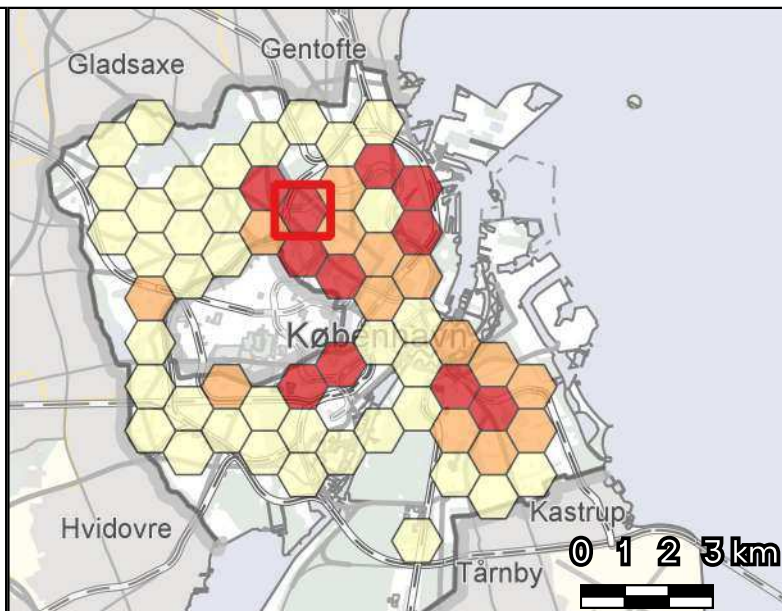 Gentofte
Gladsaxe
København
Hvidovre
Kastrup
0 1 2 3 km
Tårnby